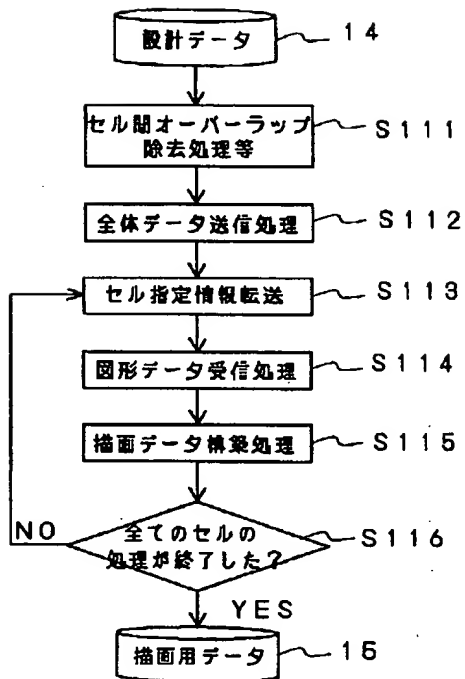 設計データ
14
セル間オーバーラップ
除去処理等
S111
全体データ送信処理
S112
セル指定情報転送
S113
図形データ受信処理
S114
描画データ構築処理
S115
全てのセルの
処理が終了した?
S116
NO
YES
描画用データ
15